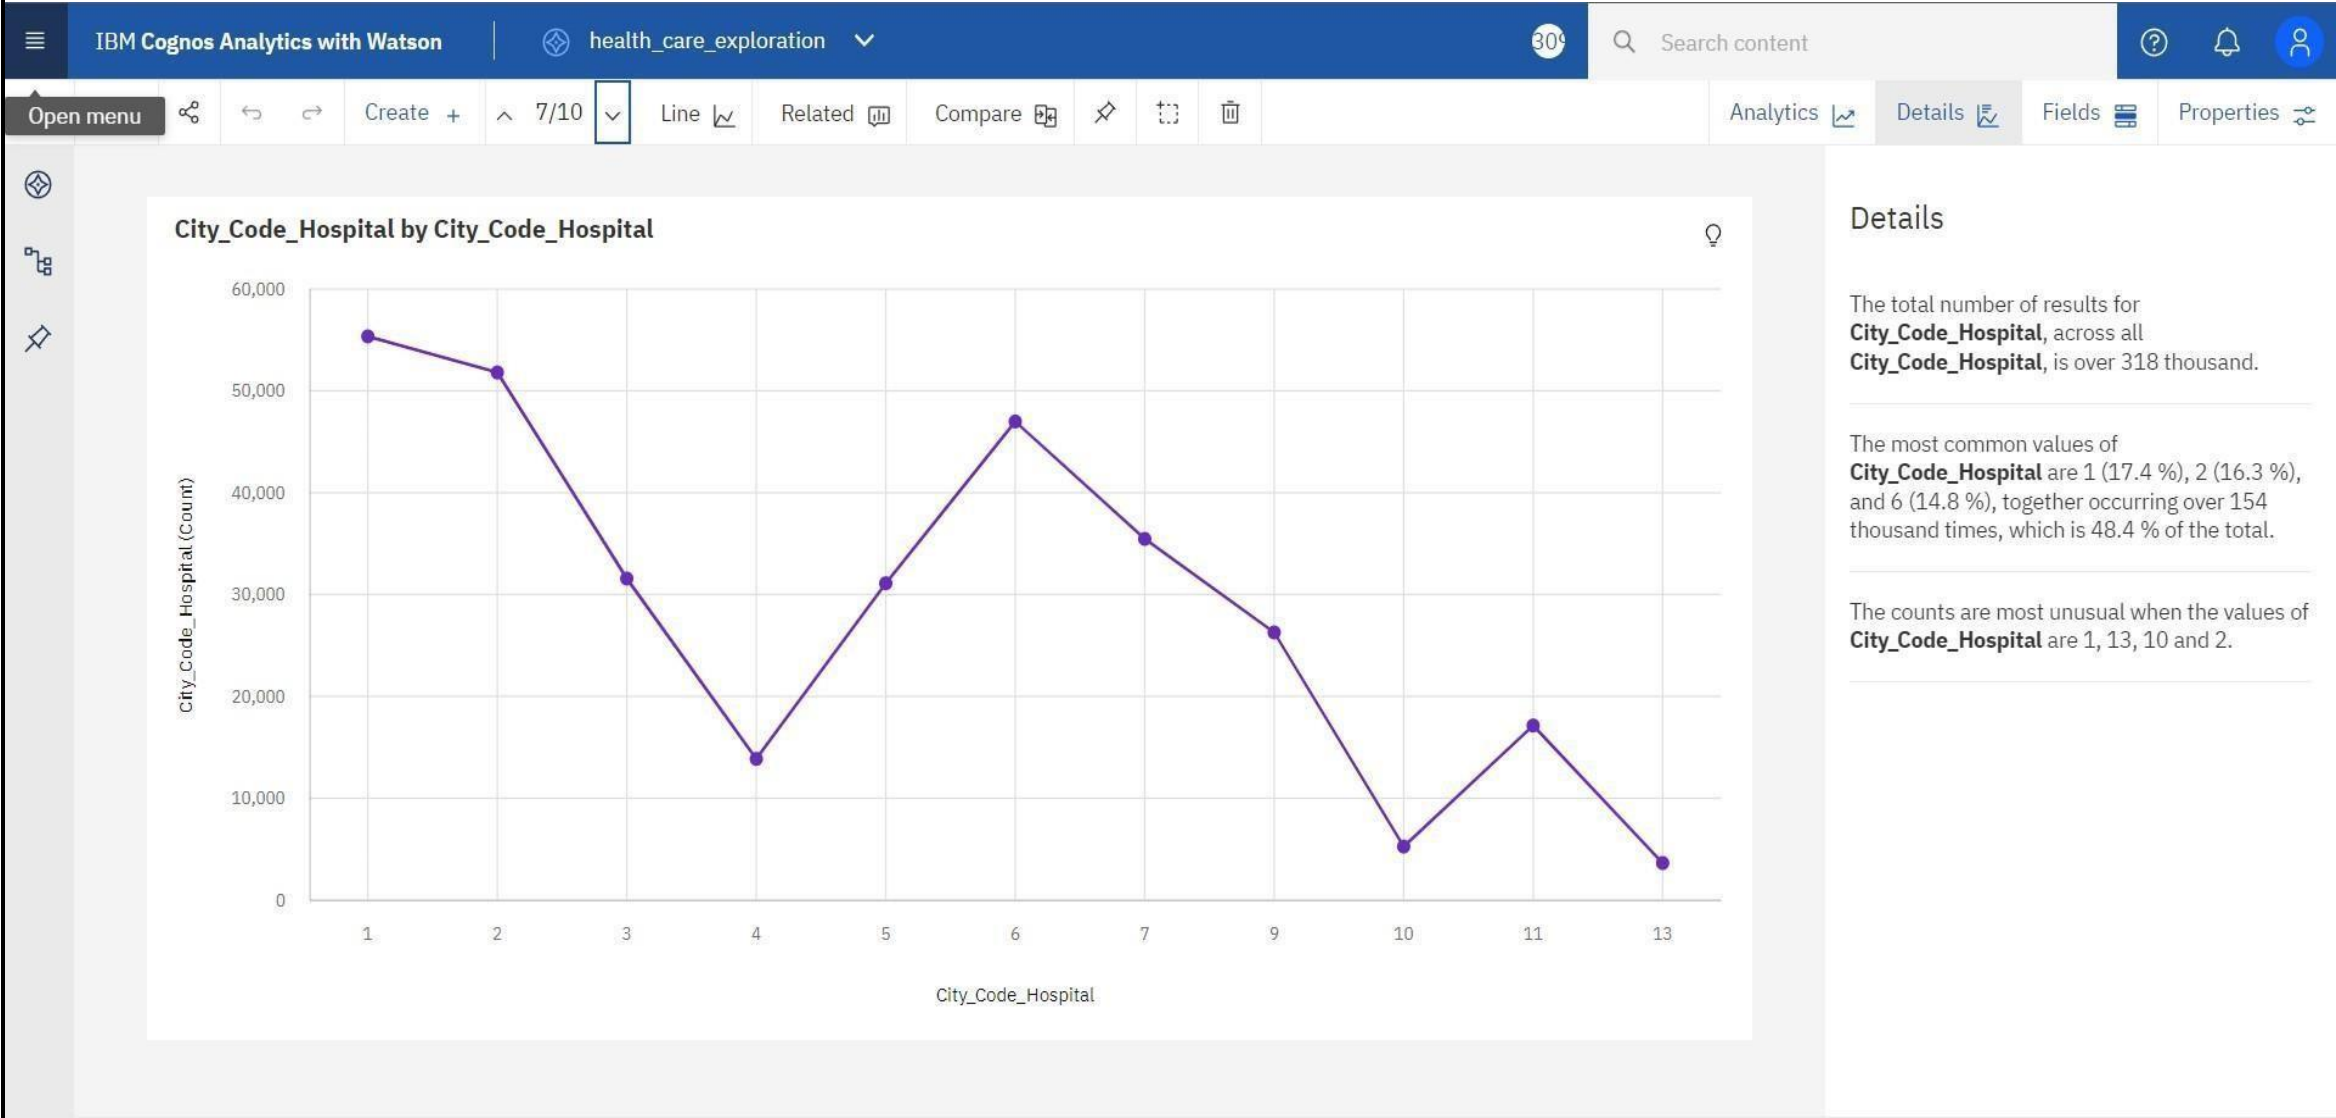 IBM Cognos Analytics with Watson
health_care_exploration
Search content
Open menu
Create +
7/10
Line
Related
Compare
Analytics
Details
Fields
Properties
City_Code_Hospital by City_Code_Hospital
60,000
50,000
40,000
30,000
20,000
10,000
0
City_Code_Hospital (Count)
1 2 3 4 5 6 7 9 10 11 13
City_Code_Hospital
Details
The total number of results for
City_Code_Hospital, across all
City_Code_Hospital, is over 318 thousand.
The most common values of
City_Code_Hospital are 1 (17.4 %), 2 (16.3 %),
and 6 (14.8 %), together occurring over 154
thousand times, which is 48.4 % of the total.
The counts are most unusual when the values of
City_Code_Hospital are 1, 13, 10 and 2.